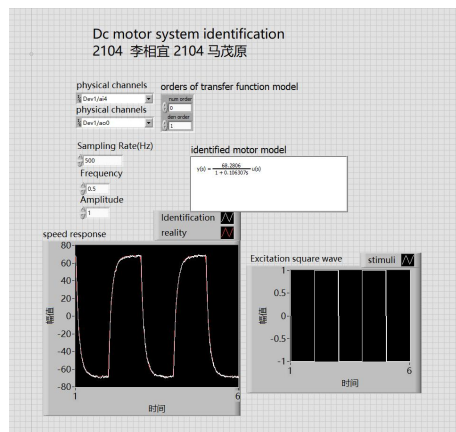 Dc motor system identification
2104 李相宜 2104 马茂原
physical channels
Dev1/ai4
physical channels
Dev1/ao0
orders of transfer function model
num order
0
den order
1
Sampling Rate(Hz)
500
Frequency
0.5
Amplitude
1
identified motor model
y(s) = 68.2806 / 1 + 0.106307s u(s)
Identification
reality
speed response
80
60
40
20
0
-20
-40
-60
-80
幅值
1
6
时间
Excitation square wave
stimuli
1
0.5
0
-0.5
-1
幅值
1
6
时间